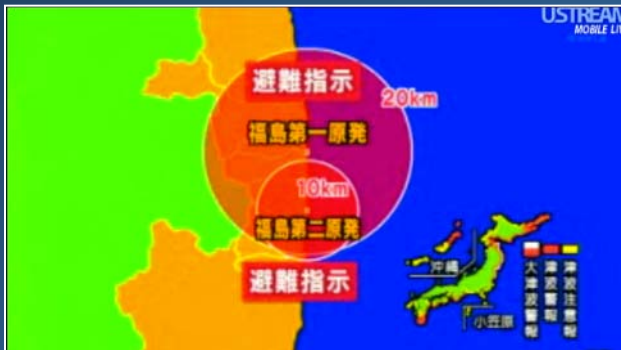 USTREAM
MOBILE LIV
避難指示
20km
福島第一原発
10km
福島第二原発
避難指示
沖縄
小笠原
大津波警報
津波警報
津波注意報